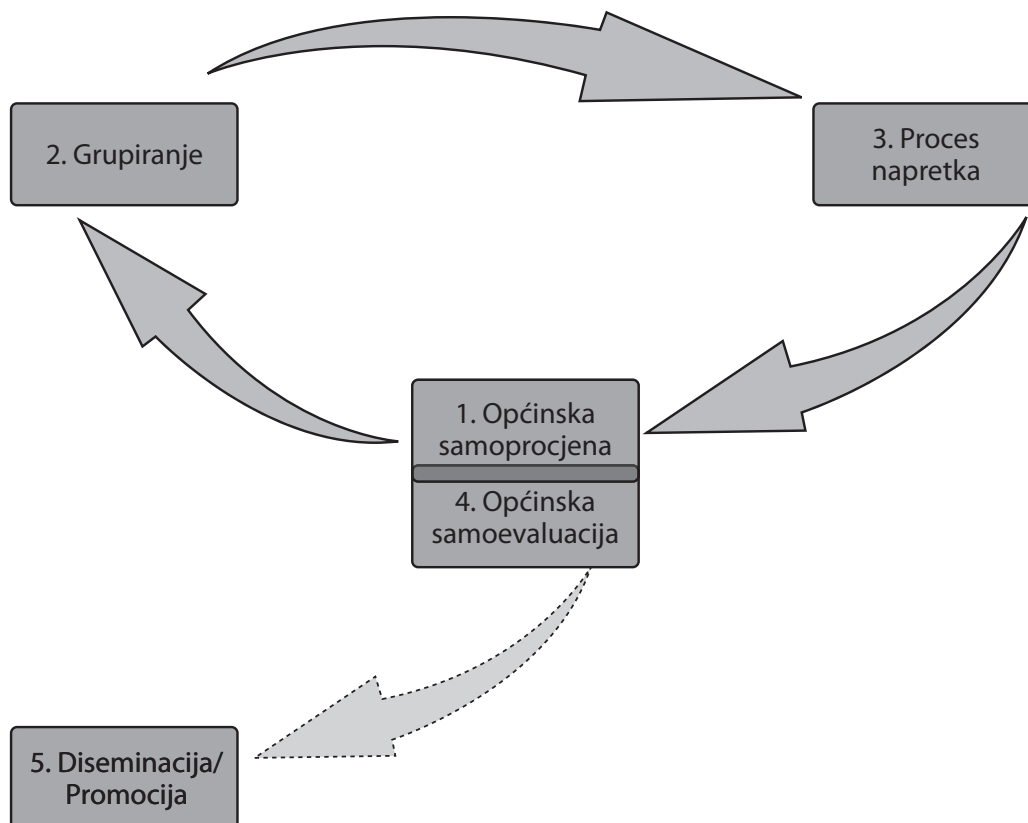 2. Grupiranje
3. Proces
napretka
1. Općinska
samoprocjena
4. Općinska
samoevaluacija
5. Diseminacija/
Promocija